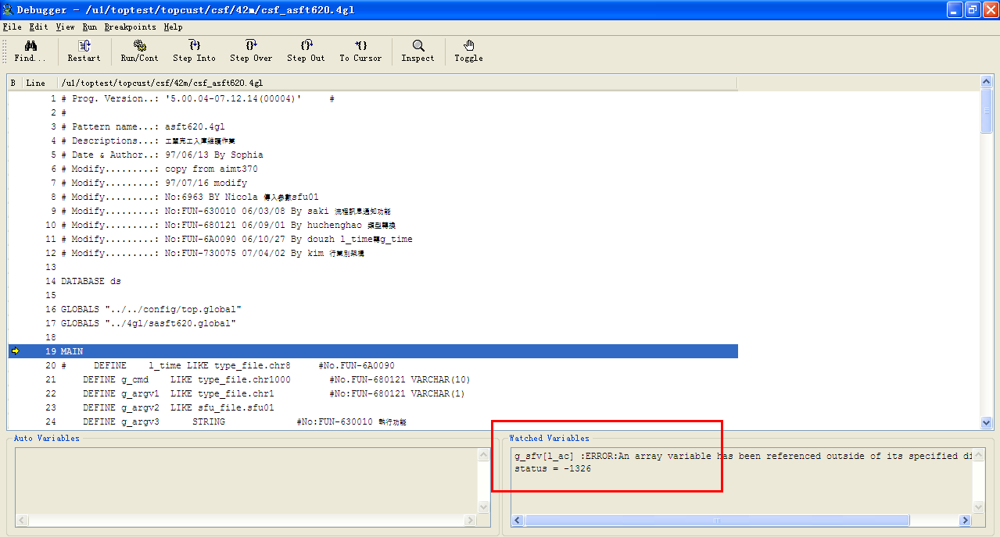 Debugger - /u1/toptest/topcust/csf/42m/csf_asft620.4gl
File Edit View Run Breakpoints Help
Find... Restart Run/Cont Step Into Step Over Step Out To Cursor Inspect Toggle
B Line /u1/toptest/topcust/csf/42m/csf_asft620.4gl
1 # Prog. Version..: '5.00.04-07.12.14(00004)' #
2 #
3 # Pattern name...: asft620.4gl
4 # Descriptions...: 工單完工入庫維護作業
5 # Date & Author..: 97/06/13 By Sophia
6 # Modify.........: copy from aimt370
7 # Modify.........: 97/07/16 modify
8 # Modify.........: No:6963 BY Nicola 傳入參數sfu01
9 # Modify.........: No:FUN-630010 06/03/08 By saki 流程訊息通知功能
10 # Modify.........: No:FUN-680121 06/09/01 By huchenghao 類型轉換
11 # Modify.........: No:FUN-6A0090 06/10/27 By douzh l_time轉g_time
12 # Modify.........: No:FUN-730075 07/04/02 By kim 行業別架構
13
14 DATABASE ds
15
16 GLOBALS "../../config/top.global"
17 GLOBALS "../4gl/sasft620.global"
18
19 MAIN
20 # DEFINE l_time LIKE type_file.chr8 #No.FUN-6A0090
21 DEFINE g_cmd LIKE type_file.chr1000 #No.FUN-680121 VARCHAR(10)
22 DEFINE g_argv1 LIKE type_file.chr1 #No:FUN-680121 VARCHAR(1)
23 DEFINE g_argv2 LIKE sfu_file.sfu01
24 DEFINE g_argv3 STRING #No:FUN-630010 執行功能
Auto Variables
Watched Variables
g_sfv[l_ac] :ERROR:An array variable has been referenced outside of its specified di
status = -1326